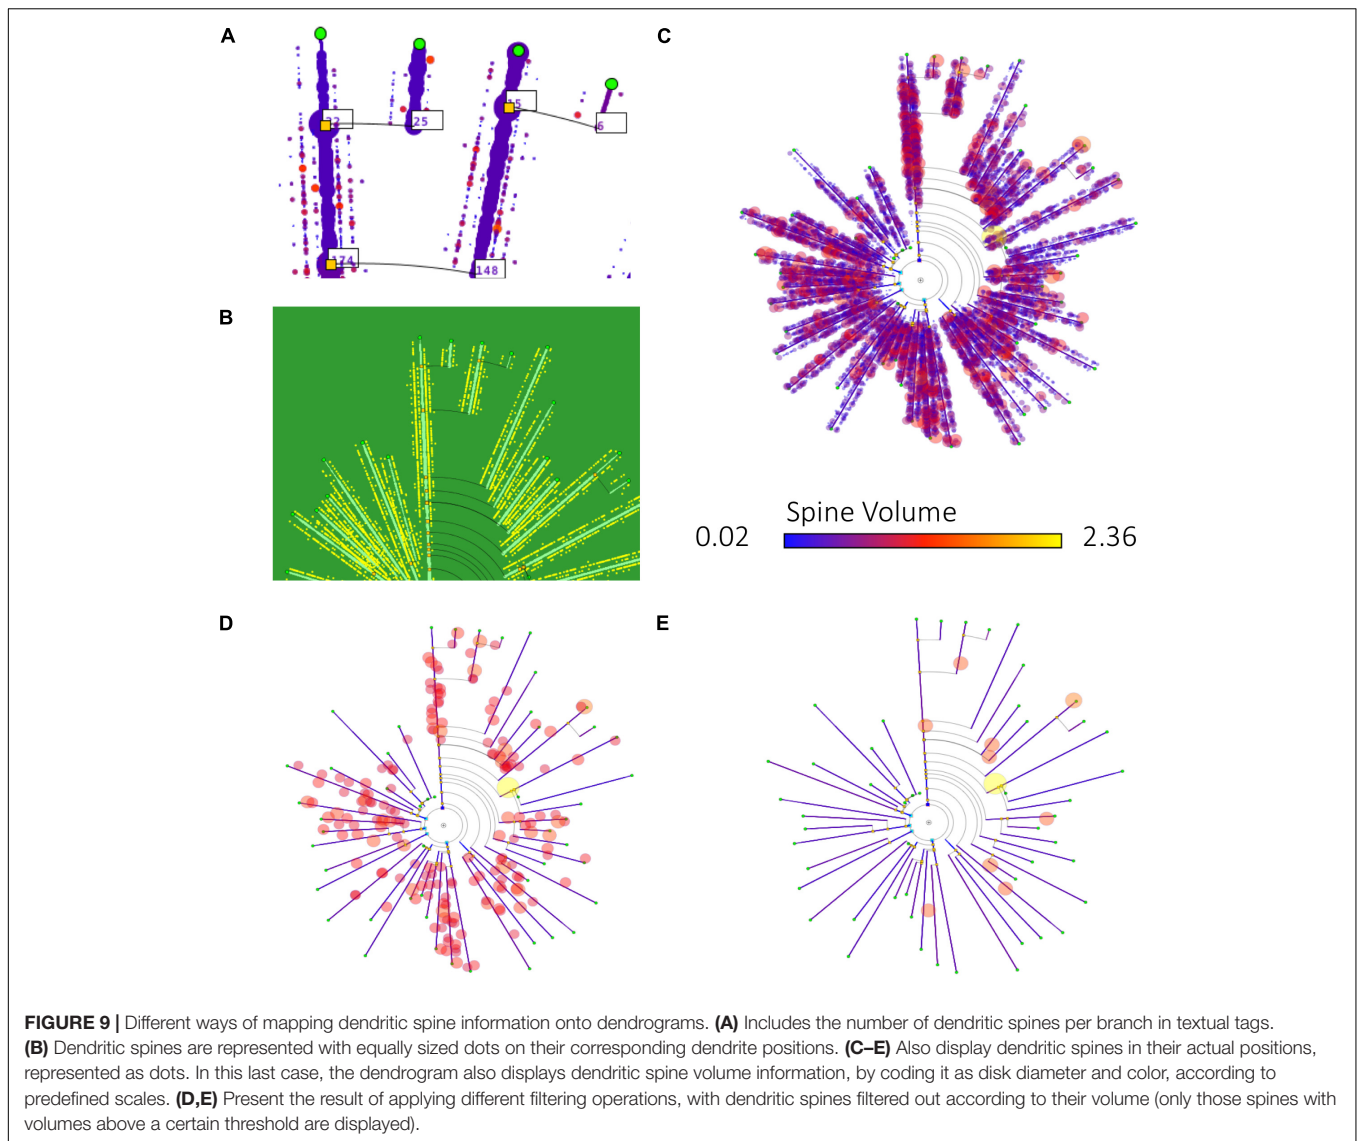 A
32
25
5
6
174
148
B
C
Spine Volume
0.02
2.36
D
E
FIGURE 9 | Different ways of mapping dendritic spine information onto dendrograms. (A) Includes the number of dendritic spines per branch in textual tags.
(B) Dendritic spines are represented with equally sized dots on their corresponding dendrite positions. (C–E) Also display dendritic spines in their actual positions,
represented as dots. In this last case, the dendrogram also displays dendritic spine volume information, by coding it as disk diameter and color, according to
predefined scales. (D,E) Present the result of applying different filtering operations, with dendritic spines filtered out according to their volume (only those spines with
volumes above a certain threshold are displayed).